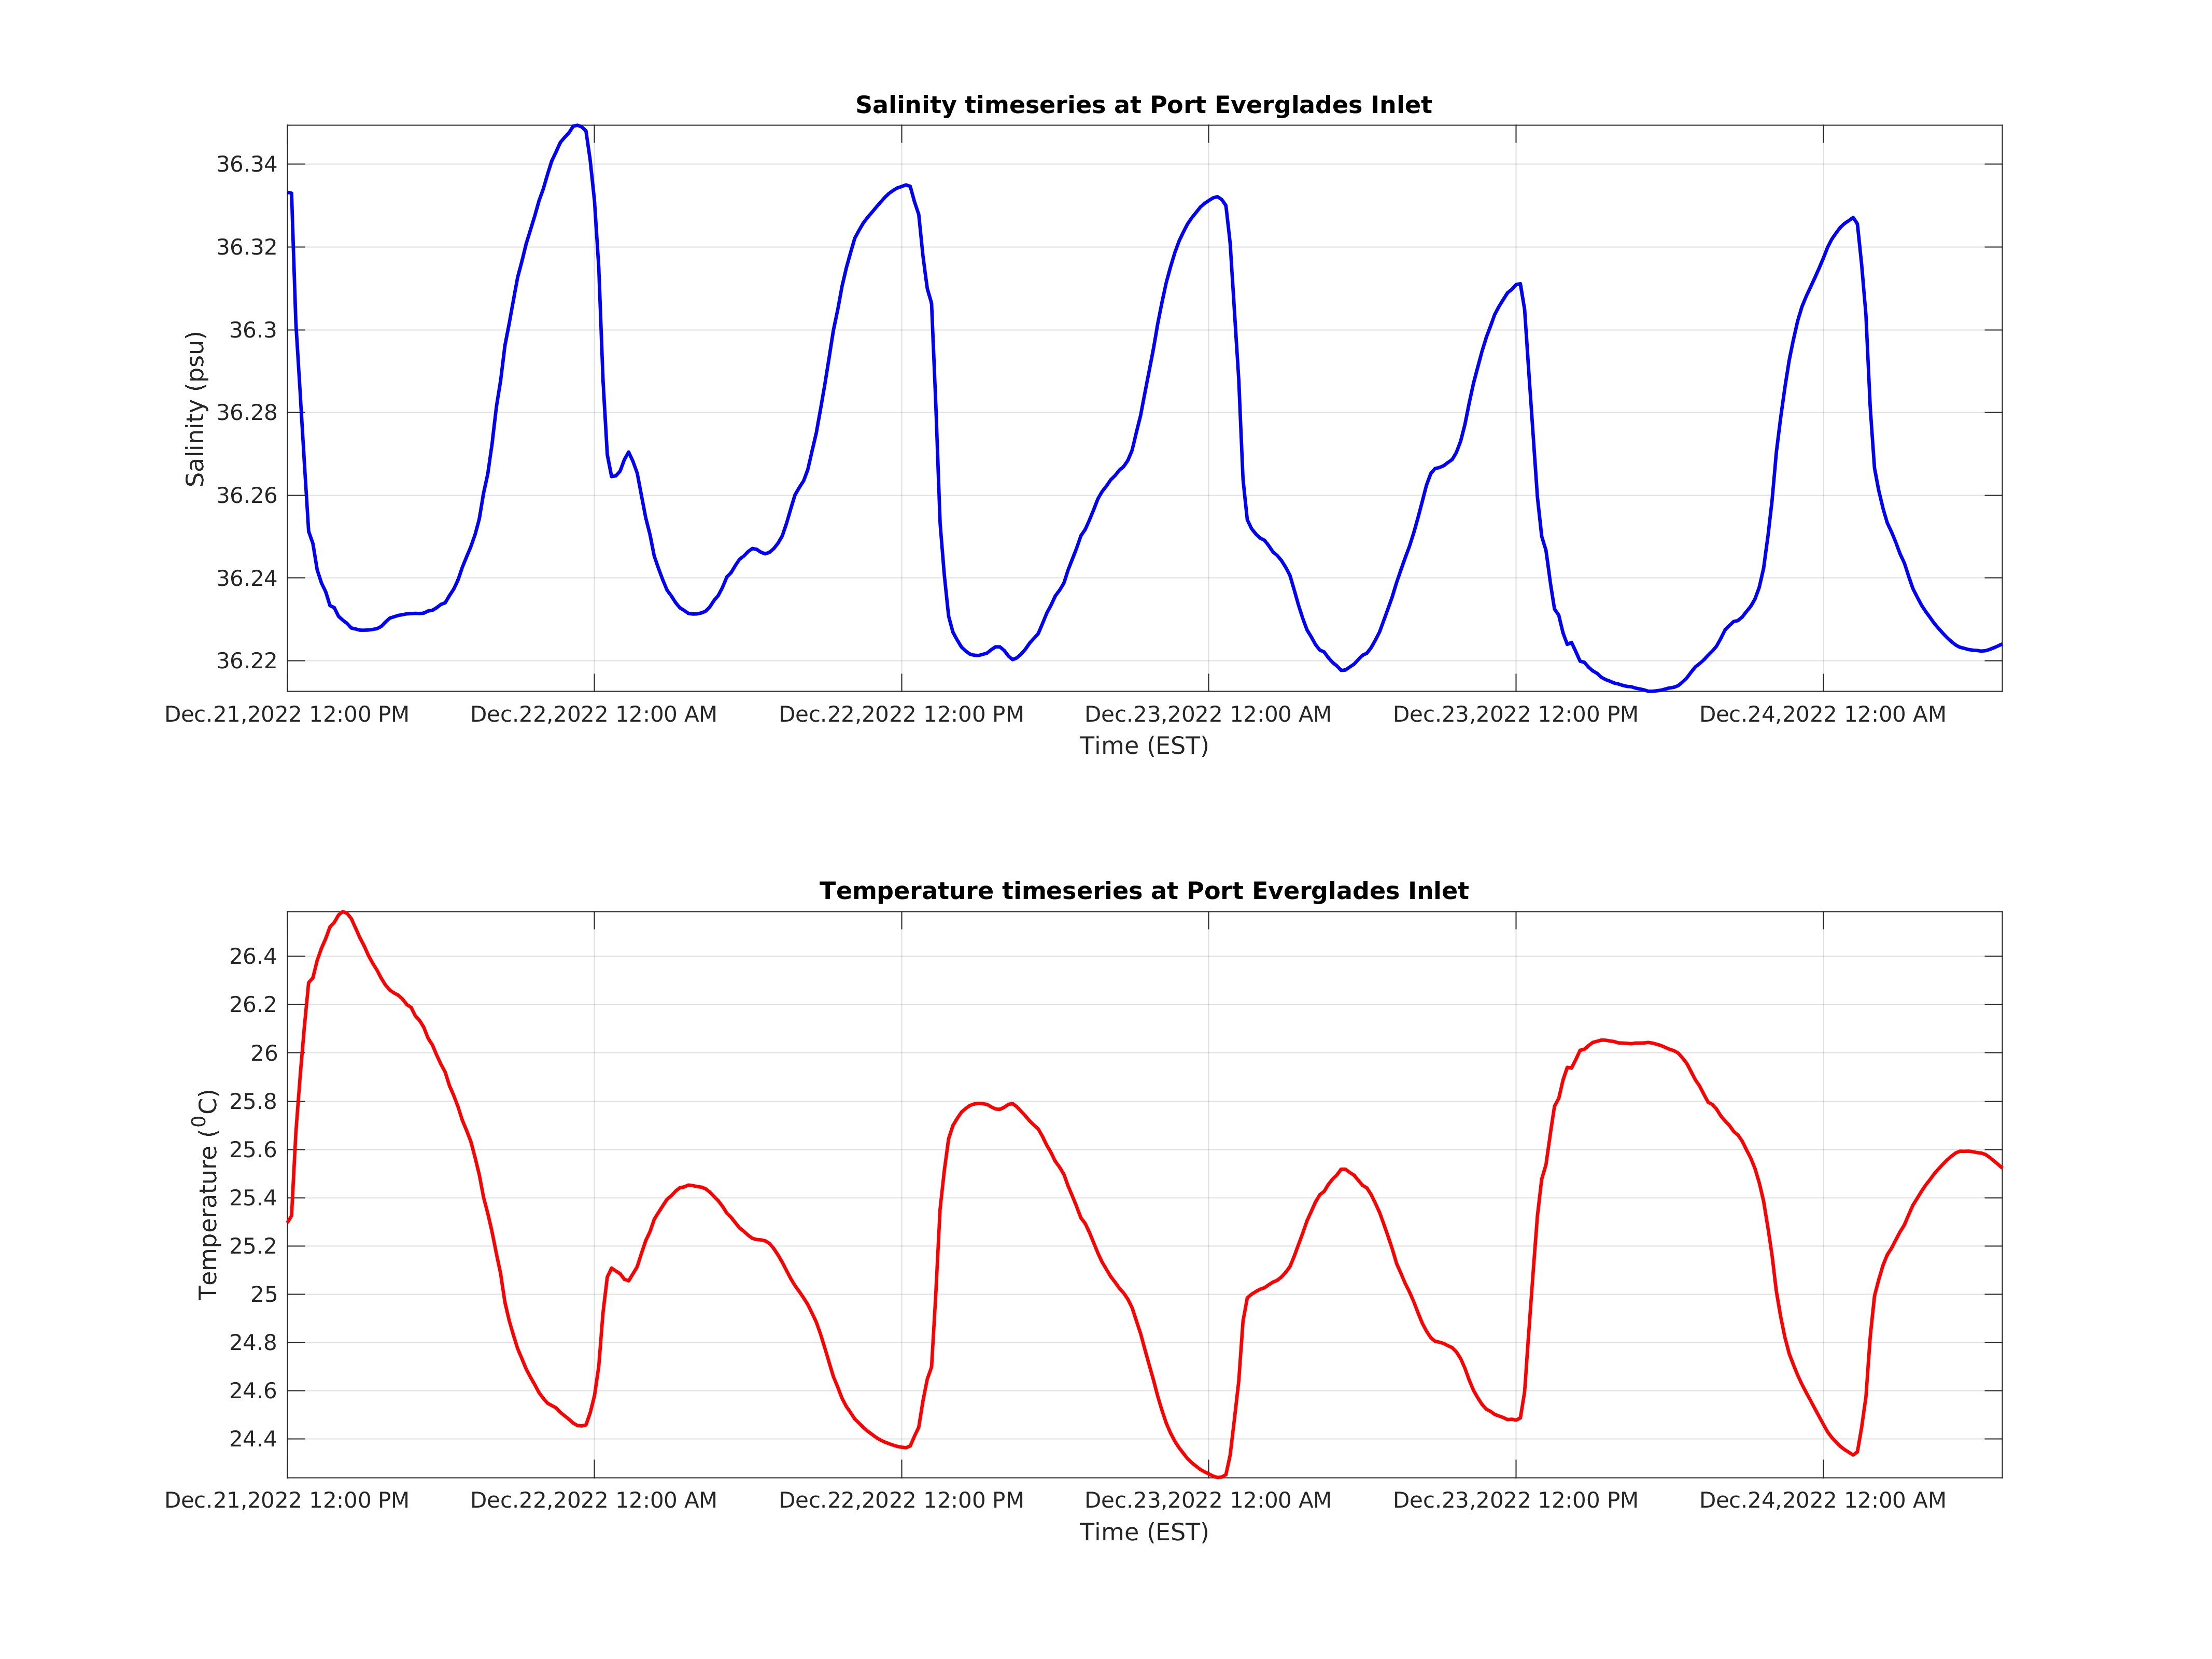 Salinity timeseries at Port Everglades Inlet
36.34
36.32
36.3
36.28
36.26
36.24
36.22
Salinity (psu)
Dec.21,2022 12:00 PM Dec.22,2022 12:00 AM Dec.22,2022 12:00 PM Dec.23,2022 12:00 AM Dec.23,2022 12:00 PM Dec.24,2022 12:00 AM
Time (EST)
Temperature timeseries at Port Everglades Inlet
26.4
26.2
26
25.8
25.6
25.4
25.2
25
24.8
24.6
24.4
Temperature (⁰C)
Dec.21,2022 12:00 PM Dec.22,2022 12:00 AM Dec.22,2022 12:00 PM Dec.23,2022 12:00 AM Dec.23,2022 12:00 PM Dec.24,2022 12:00 AM
Time (EST)